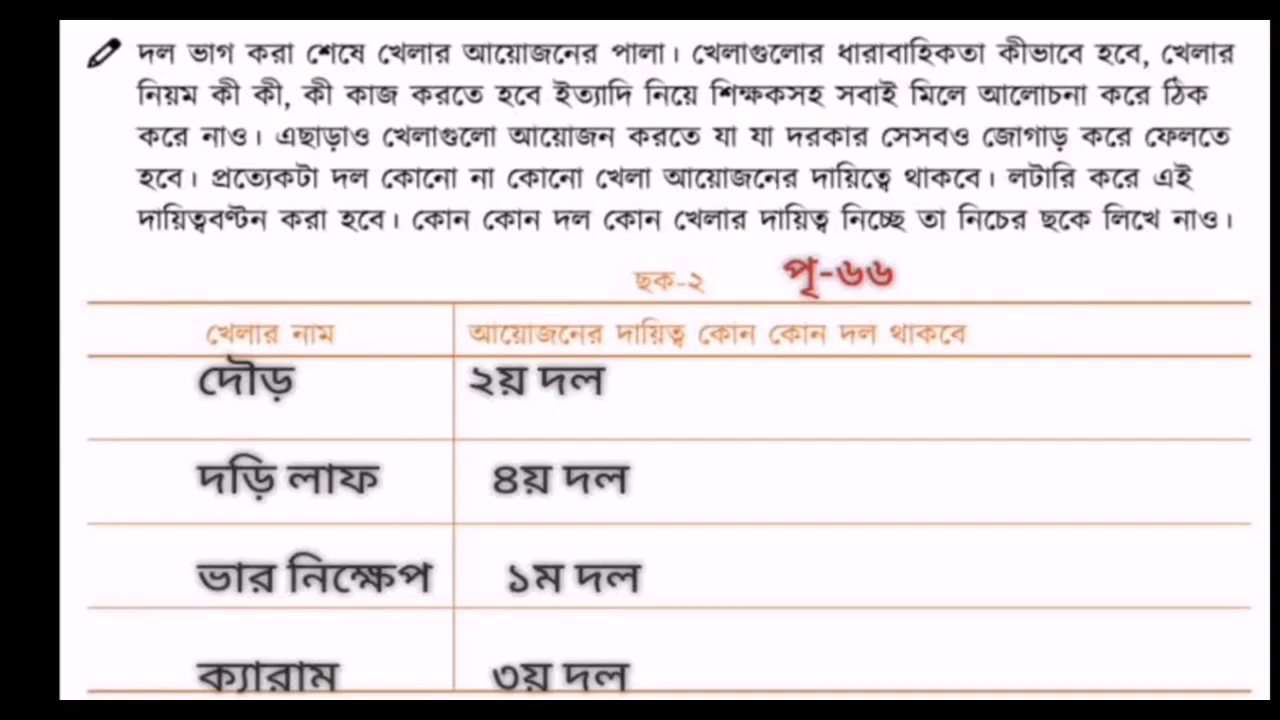 দল ভাগ করা শেষে খেলার আয়োজনের পালা। খেলাগুলোর ধারাবাহিকতা কীভাবে হবে, খেলার
নিয়ম কী কী, কী কাজ করতে হবে ইত্যাদি নিয়ে শিক্ষকসহ সবাই মিলে আলোচনা করে ঠিক
করে নাও। এছাড়াও খেলাগুলো আয়োজন করতে যা যা দরকার সেসবও জোগাড় করে ফেলতে
হবে। প্রত্যেকটা দল কোনো না কোনো খেলা আয়োজনের দায়িত্বে থাকবে। লটারি করে এই
দায়িত্ববণ্টন করা হবে। কোন কোন দল কোন খেলার দায়িত্ব নিচ্ছে তা নিচের ছকে লিখে নাও।
ছক-২ পৃ-৬৬
খেলার নাম আয়োজনের দায়িত্ব কোন কোন দল থাকবে
দৌড় ২য় দল
দড়ি লাফ ৪য় দল
ভার নিক্ষেপ ১ম দল
ক্যারাম ৩য় দল